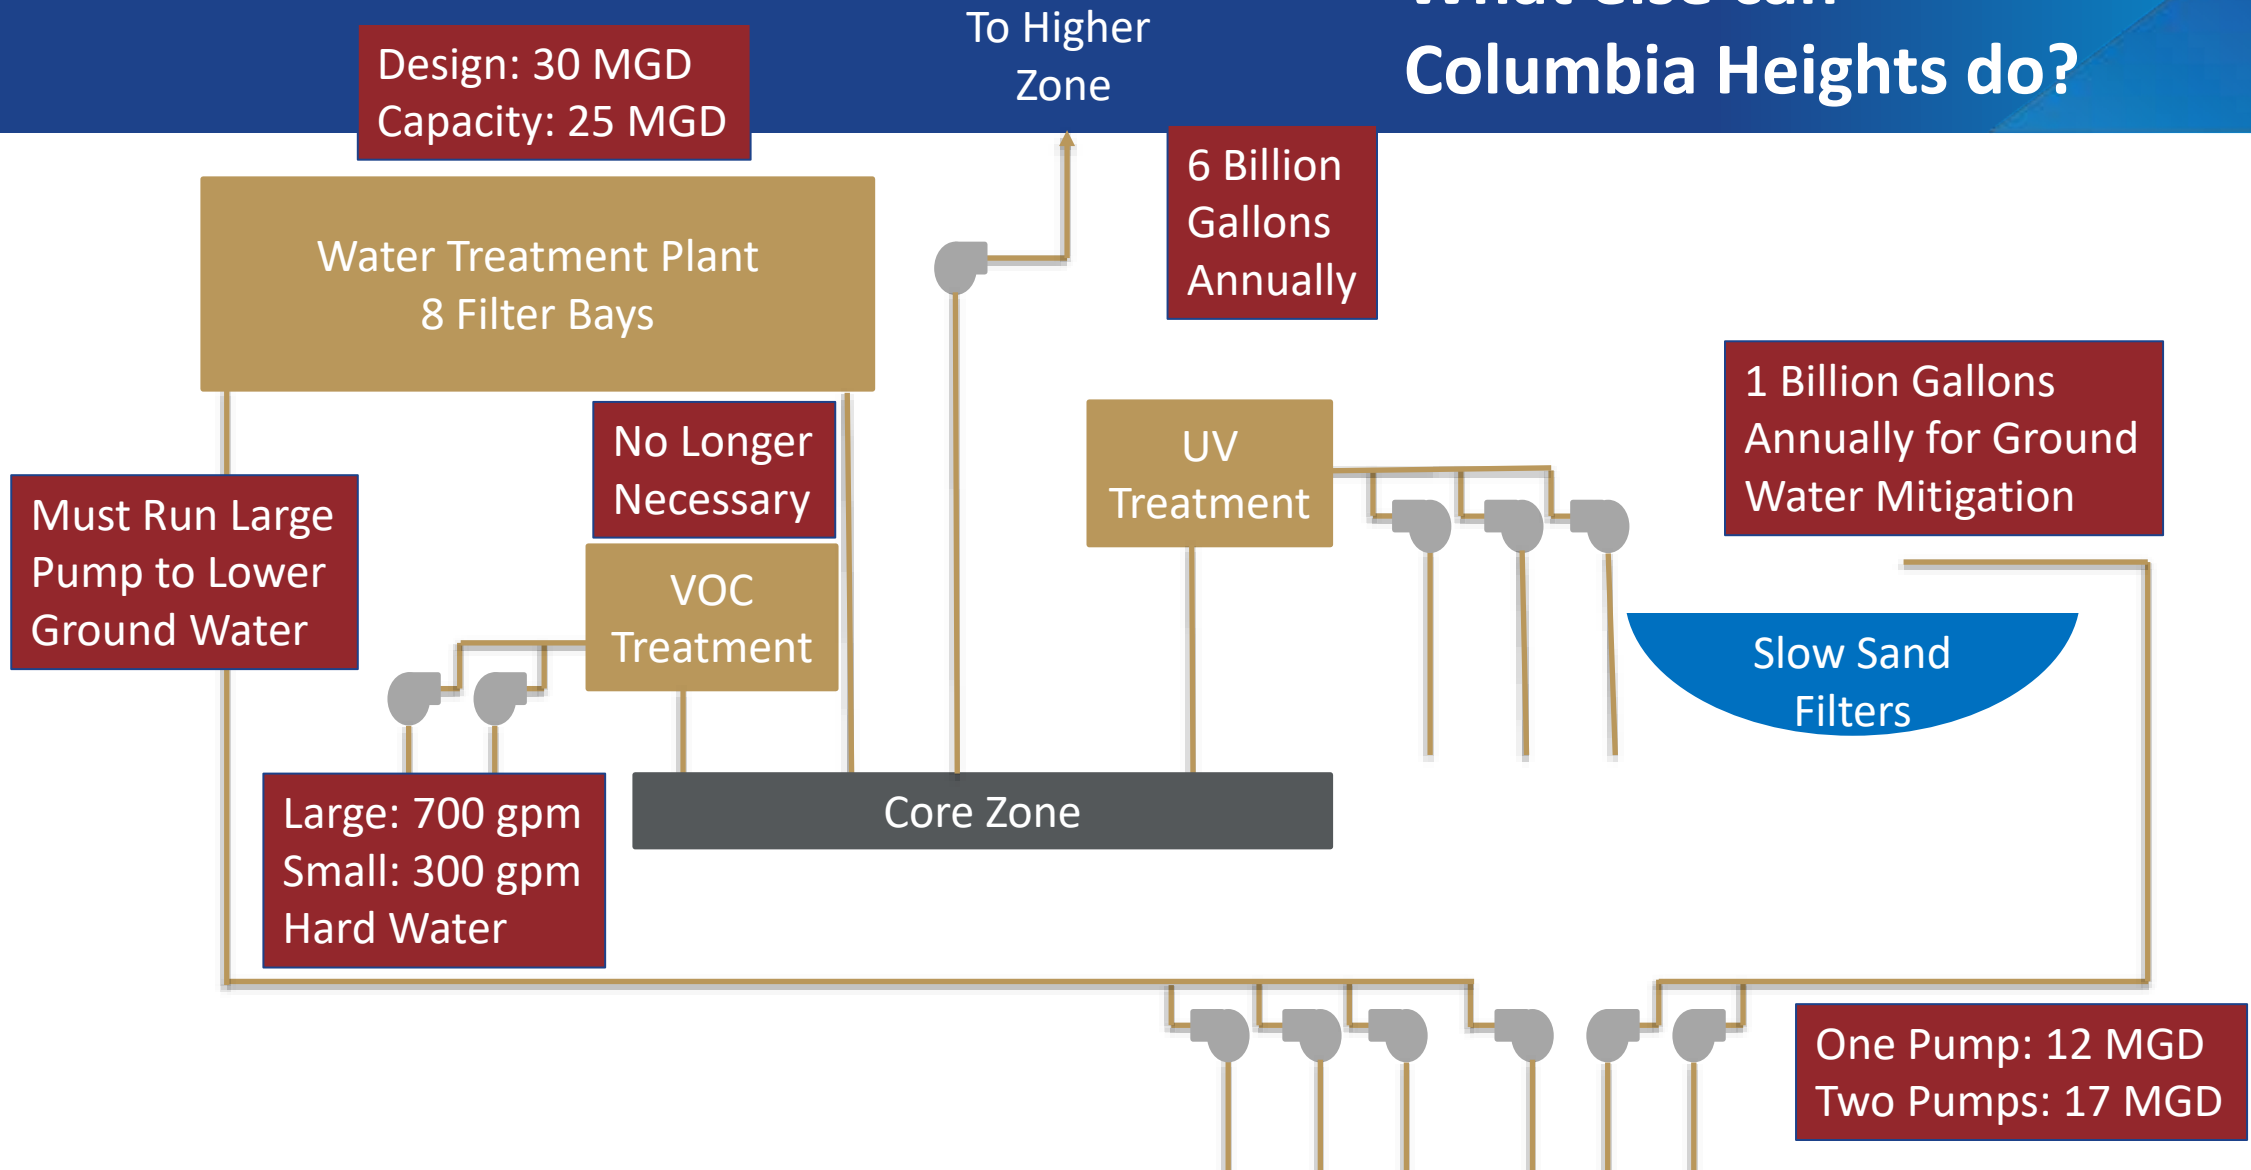 What else can
Columbia Heights do?
To Higher
Zone
Design: 30 MGD
Capacity: 25 MGD
6 Billion
Gallons
Annually
Water Treatment Plant
8 Filter Bays
1 Billion Gallons
Annually for Ground
Water Mitigation
No Longer
Necessary
UV
Treatment
Must Run Large
Pump to Lower
Ground Water
VOC
Treatment
Slow Sand
Filters
Large: 700 gpm
Small: 300 gpm
Hard Water
Core Zone
One Pump: 12 MGD
Two Pumps: 17 MGD